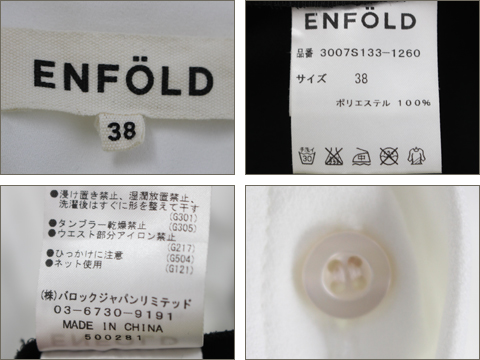 ENFÖLD
38
ENFÖLD
品番 3007S133-1260
サイズ 38
ポリエステル 100%
手洗イ
30
●浸け置き禁止、湿潤放置禁止、
洗濯後はすぐに形を整えて干す
(G301)
●タンブラー乾燥禁止 (G305)
●ウエスト部分アイロン禁止
(G217)
●ひっかけに注意 (G504)
●ネット使用 (G121)
(株)バロックジャパンリミテッド
03-6730-9191
MADE IN CHINA
500281